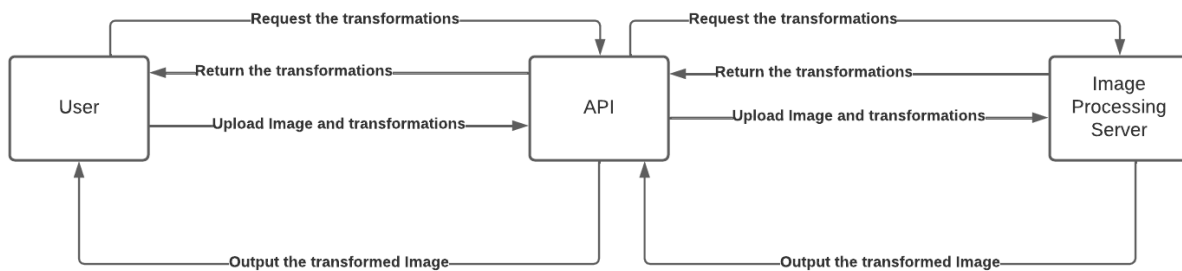 Request the transformations
Request the transformations
Return the transformations
Return the transformations
User
API
Image
Processing
Server
Upload Image and transformations
Upload Image and transformations
Output the transformed Image
Output the transformed Image